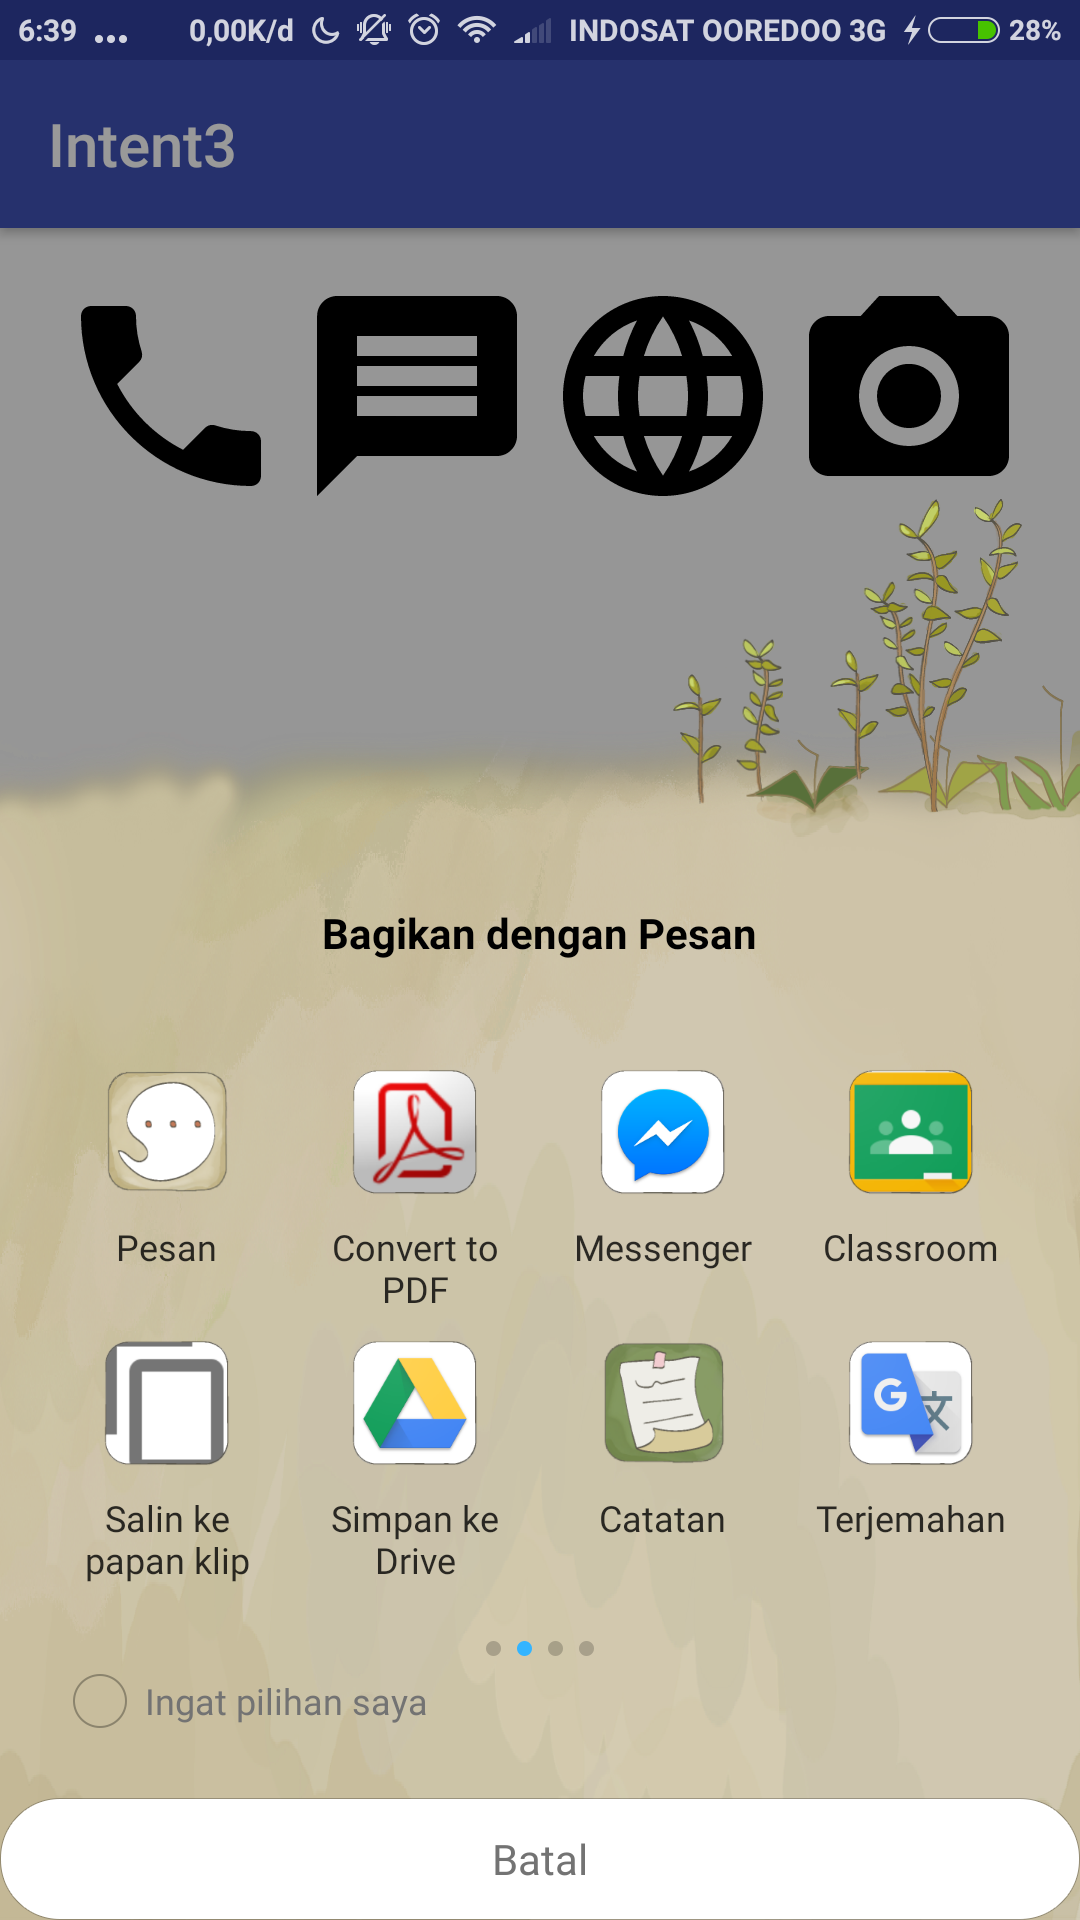 6:39 ... 0,00K/d INDOSAT OOREDOO 3G 28%
Intent3
Bagikan dengan Pesan
Pesan
Convert to
PDF
Messenger
Classroom
Salin ke
papan klip
Simpan ke
Drive
Catatan
Terjemahan
Ingat pilihan saya
Batal